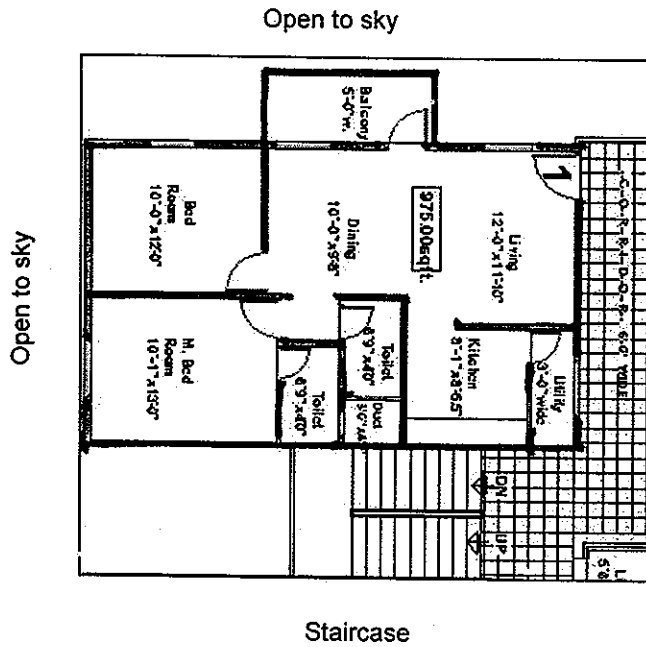 Open to sky
Open to sky
Balcony
5'-0"w.
1
C-O-R-R-I-D-O-R 6'-0" WIDE
Bed
Room
10'-0"x12'-0"
Dining
10'-0"x9'-8"
975.00sqft.
Living
12'-0"x11'-10"
M. Bed
Room
10'-1"x13'-0"
Toilet
6'9"x4'0"
Toilet
6'9"x4'0"
Duct
Kitchen
8'-1"x8'6.5"
Utility
3'-0" wide
DN
UP
Staircase